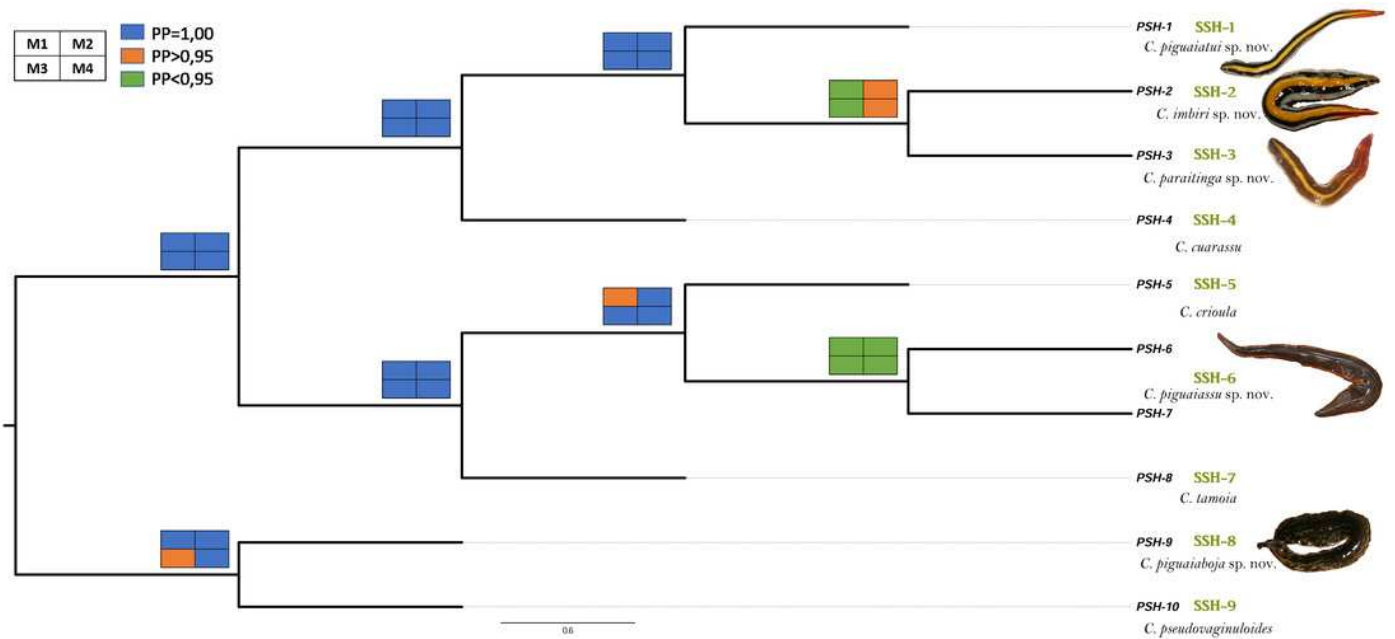 M1 M2
M3 M4
PP=1,00
PP>0,95
PP<0,95
PSH-1 SSH-1
C. piguaiatui sp. nov.
PSH-2 SSH-2
C. imbiri sp. nov.
PSH-3 SSH-3
C. paraitinga sp. nov.
PSH-4 SSH-4
C. cuarassu
PSH-5 SSH-5
C. crioula
PSH-6
SSH-6
C. piguaiassu sp. nov.
PSH-7
PSH-8 SSH-7
C. tamoia
PSH-9 SSH-8
C. piguaiaboja sp. nov.
PSH-10 SSH-9
C. pseudovaginuloides
0.6